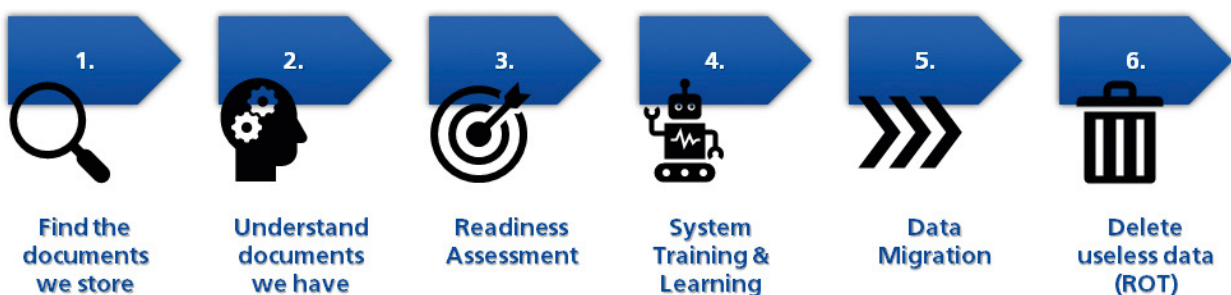 1.
2.
3.
4.
5.
6.
Find the
documents
we store
Understand
documents
we have
Readiness
Assessment
System
Training &
Learning
Data
Migration
Delete
useless data
(ROT)